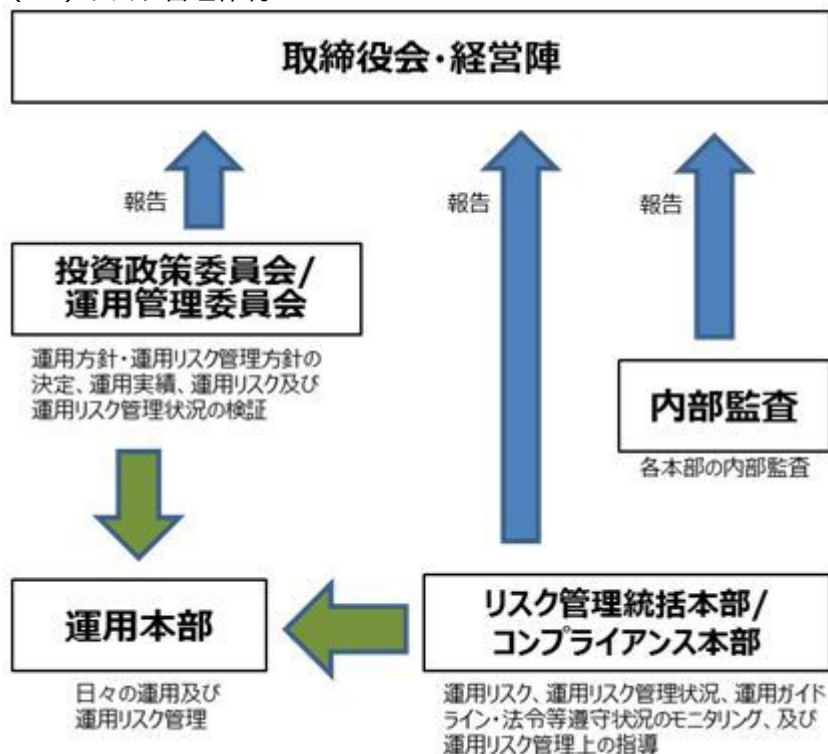 取締役会・経営陣
報告
報告
報告
投資政策委員会/
運用管理委員会
運用方針・運用リスク管理方針の
決定、運用実績、運用リスク及び
運用リスク管理状況の検証
内部監査
各本部の内部監査
運用本部
日々の運用及び
運用リスク管理
リスク管理統括本部/
コンプライアンス本部
運用リスク、運用リスク管理状況、運用ガイド
ライン・法令等遵守状況のモニタリング、及び
運用リスク管理上の指導